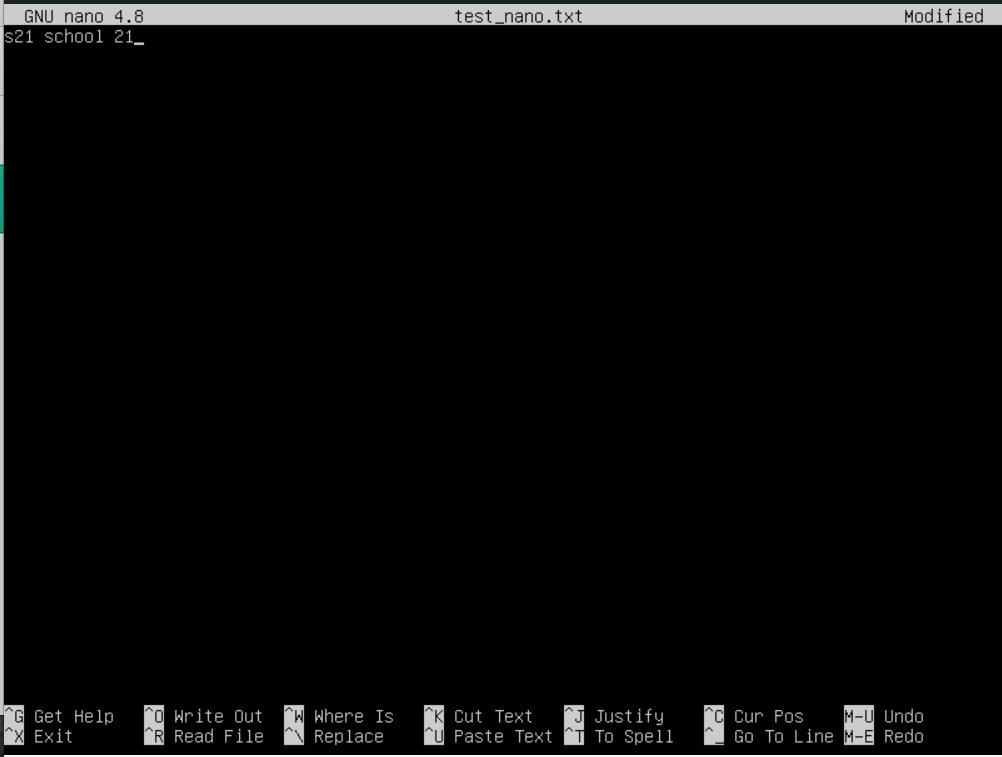 GNU nano 4.8 test_nano.txt Modified
s21 school 21_
^G Get Help ^O Write Out ^W Where Is ^K Cut Text ^J Justify ^C Cur Pos M-U Undo
^X Exit ^R Read File ^\ Replace ^U Paste Text ^T To Spell ^_ Go To Line M-E Redo